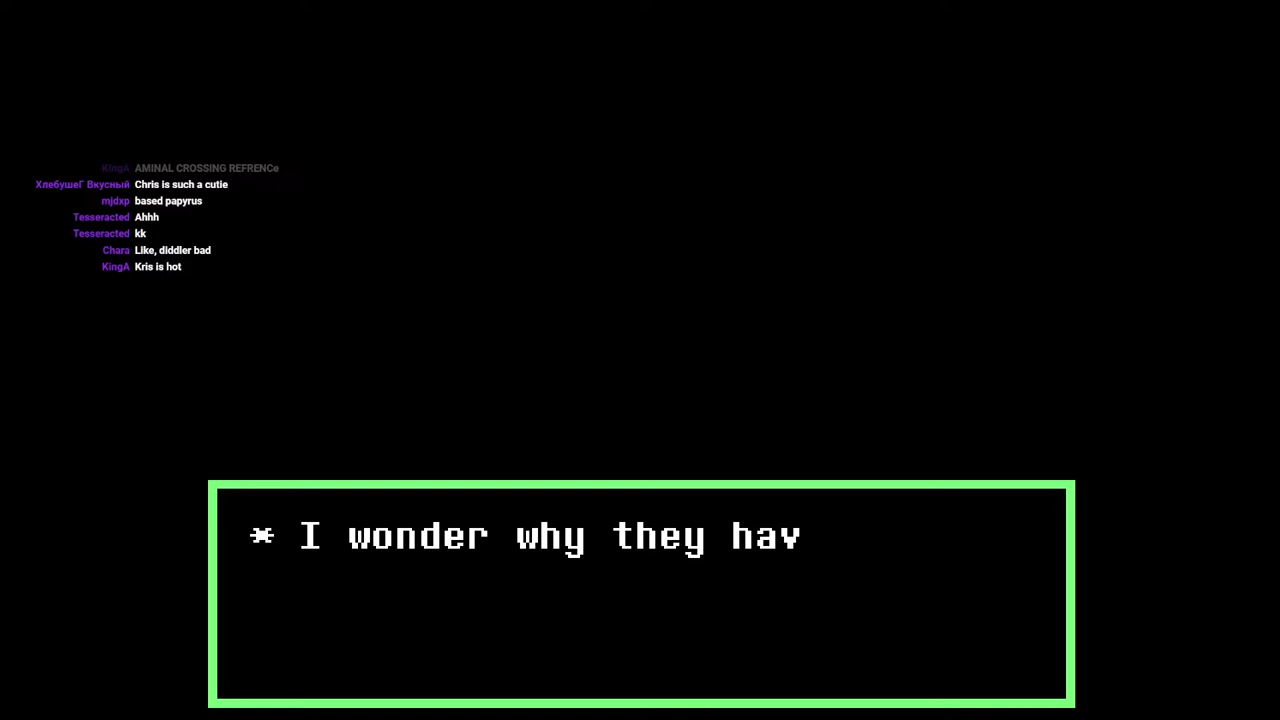 KingA AMINAL CROSSING REFRENCe
ХлебушеГ Вкусный Chris is such a cutie
mjdxp based papyrus
Tesseracted Ahhh
Tesseracted kk
Chara Like, diddler bad
KingA Kris is hot
* I wonder why they hav